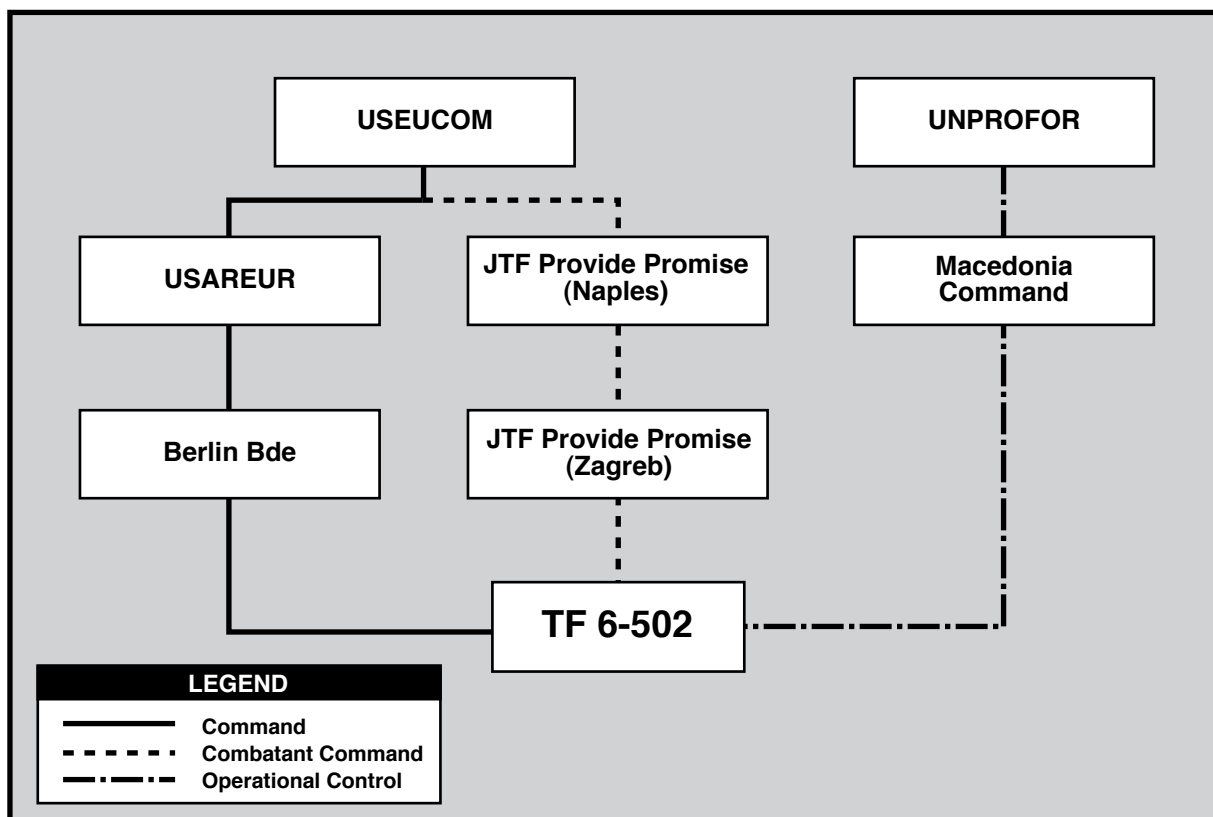 USEUCOM
UNPROFOR
USAREUR
JTF Provide Promise
(Naples)
Macedonia
Command
Berlin Bde
JTF Provide Promise
(Zagreb)
TF 6-502
LEGEND
Command
Combatant Command
Operational Control